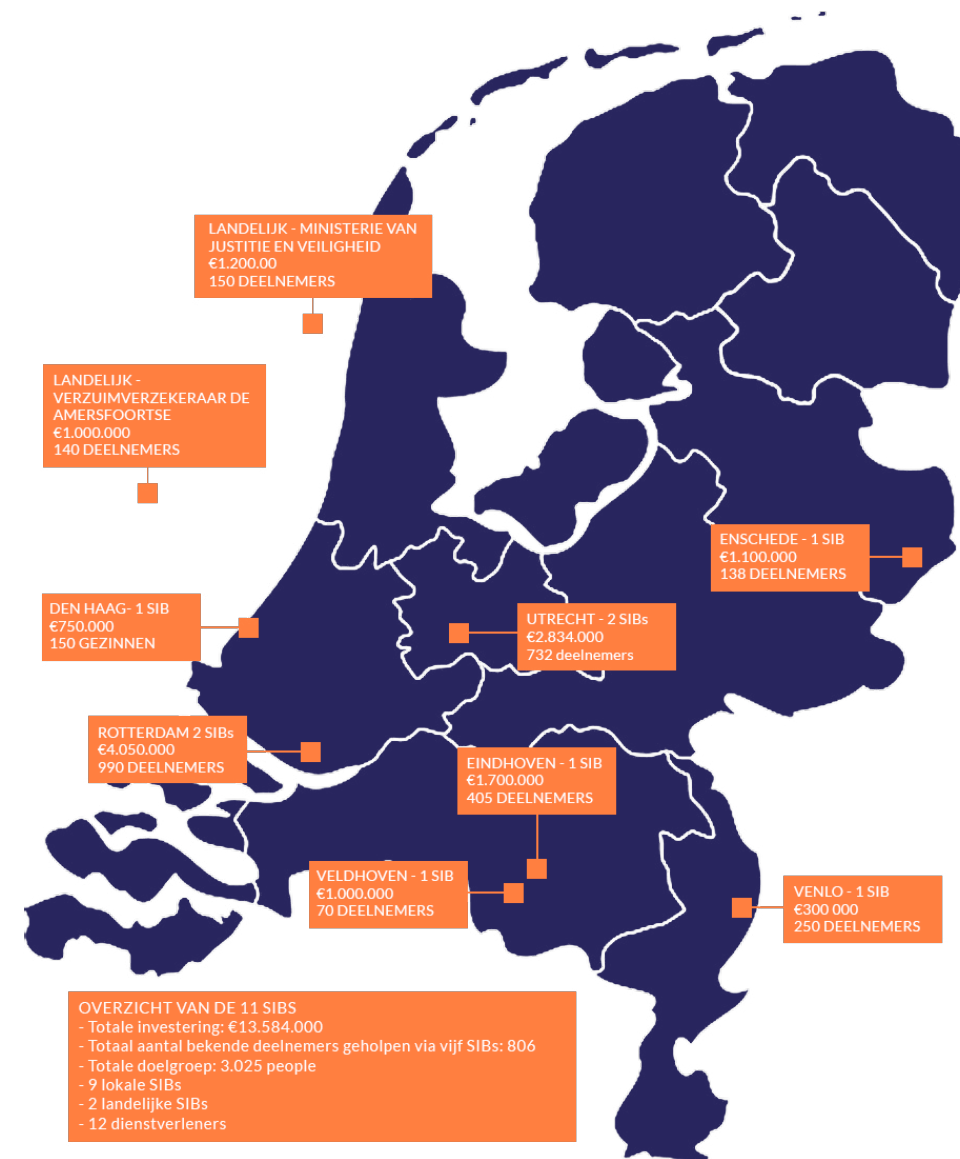 LANDELIJK - MINISTERIE VAN
JUSTITIE EN VEILIGHEID
€1.200.00
150 DEELNEMERS
LANDELIJK -
VERZUIMVERZEKERAAR DE
AMERSFOORTSE
€1.000.000
140 DEELNEMERS
ENSCHEDE - 1 SIB
€1.100.000
138 DEELNEMERS
DEN HAAG- 1 SIB
€750.000
150 GEZINNEN
UTRECHT - 2 SIBs
€2.834.000
732 deelnemers
ROTTERDAM 2 SIBs
€4.050.000
990 DEELNEMERS
EINDHOVEN - 1 SIB
€1.700.000
405 DEELNEMERS
VELDHOVEN - 1 SIB
€1.000.000
70 DEELNEMERS
VENLO - 1 SIB
€300 000
250 DEELNEMERS
OVERZICHT VAN DE 11 SIBS
- Totale investering: €13.584.000
- Totaal aantal bekende deelnemers geholpen via vijf SIBs: 806
- Totale doelgroep: 3.025 people
- 9 lokale SIBs
- 2 landelijke SIBs
- 12 dienstverleners